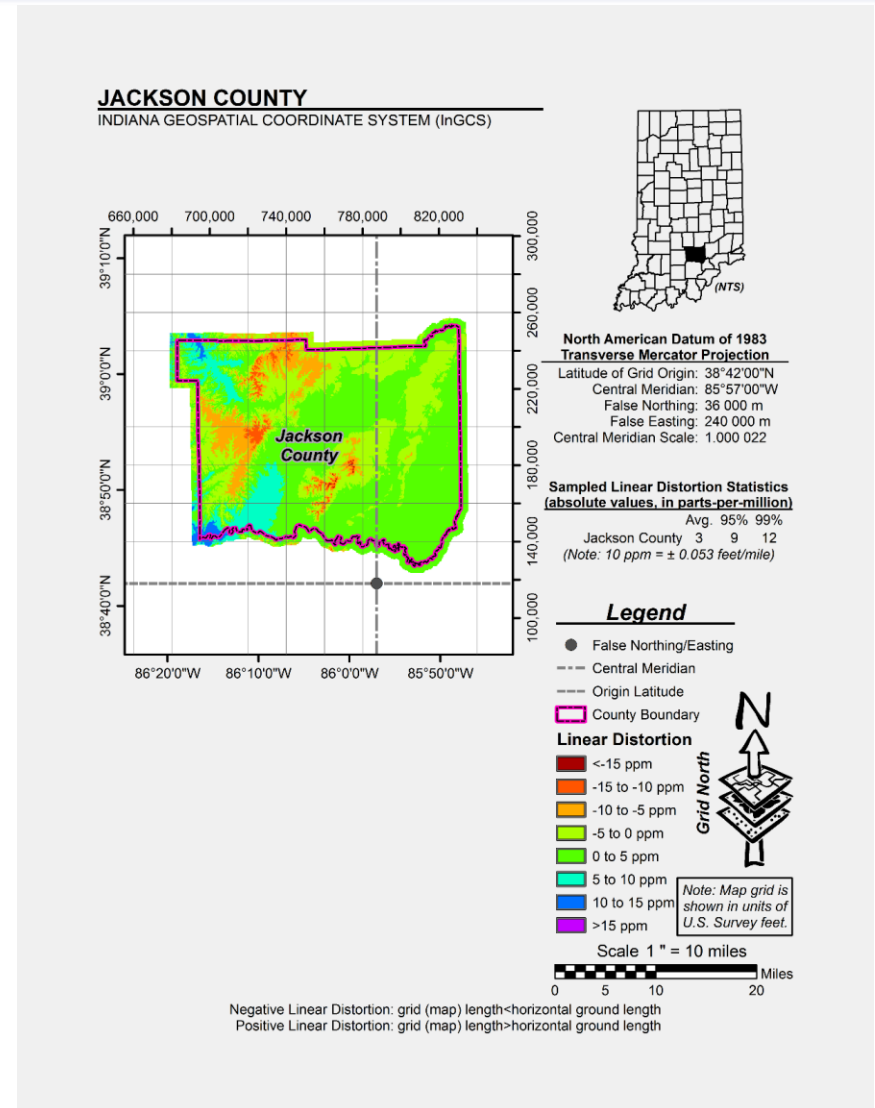 JACKSON COUNTY
INDIANA GEOSPATIAL COORDINATE SYSTEM (InGCS)
660,000 700,000 740,000 780,000 820,000
39°10'0"N
39°0'0"N
38°50'0"N
38°40'0"N
300,000
260,000
220,000
180,000
140,000
100,000
Jackson
County
86°20'0"W 86°10'0"W 86°0'0"W 85°50'0"W
(NTS)
North American Datum of 1983
Transverse Mercator Projection
Latitude of Grid Origin: 38°42'00"N
Central Meridian: 85°57'00"W
False Northing: 36 000 m
False Easting: 240 000 m
Central Meridian Scale: 1.000 022
Sampled Linear Distortion Statistics
(absolute values, in parts-per-million)
Avg. 95% 99%
Jackson County 3 9 12
(Note: 10 ppm = ± 0.053 feet/mile)
Legend
False Northing/Easting
Central Meridian
Origin Latitude
County Boundary
Linear Distortion
<-15 ppm
-15 to -10 ppm
-10 to -5 ppm
-5 to 0 ppm
0 to 5 ppm
5 to 10 ppm
10 to 15 ppm
>15 ppm
N
Grid North
Note: Map grid is
shown in units of
U.S. Survey feet.
Scale 1 " = 10 miles
Miles
0 5 10 20
Negative Linear Distortion: grid (map) length<horizontal ground length
Positive Linear Distortion: grid (map) length>horizontal ground length